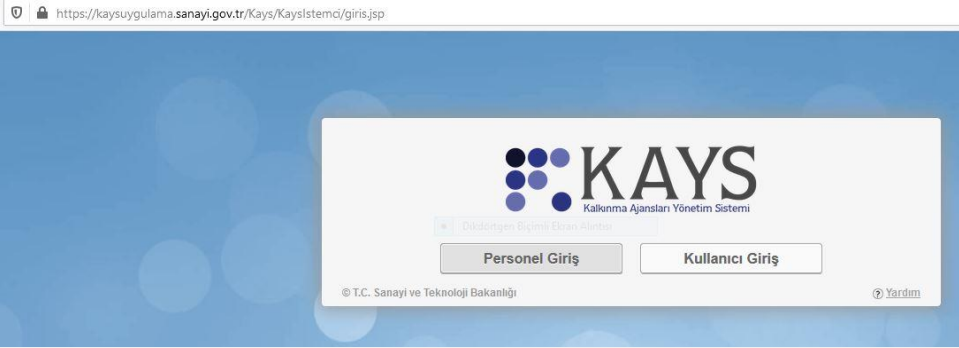 https://kaysuygulama.sanayi.gov.tr/Kays/KaysIstemci/giris.jsp
KAYS
Kalkınma Ajansları Yönetim Sistemi
Dikdörtgen Biçimli Ekran Alıntısı
Personel Giriş
Kullanıcı Giriş
© T.C. Sanayi ve Teknoloji Bakanlığı
? Yardım